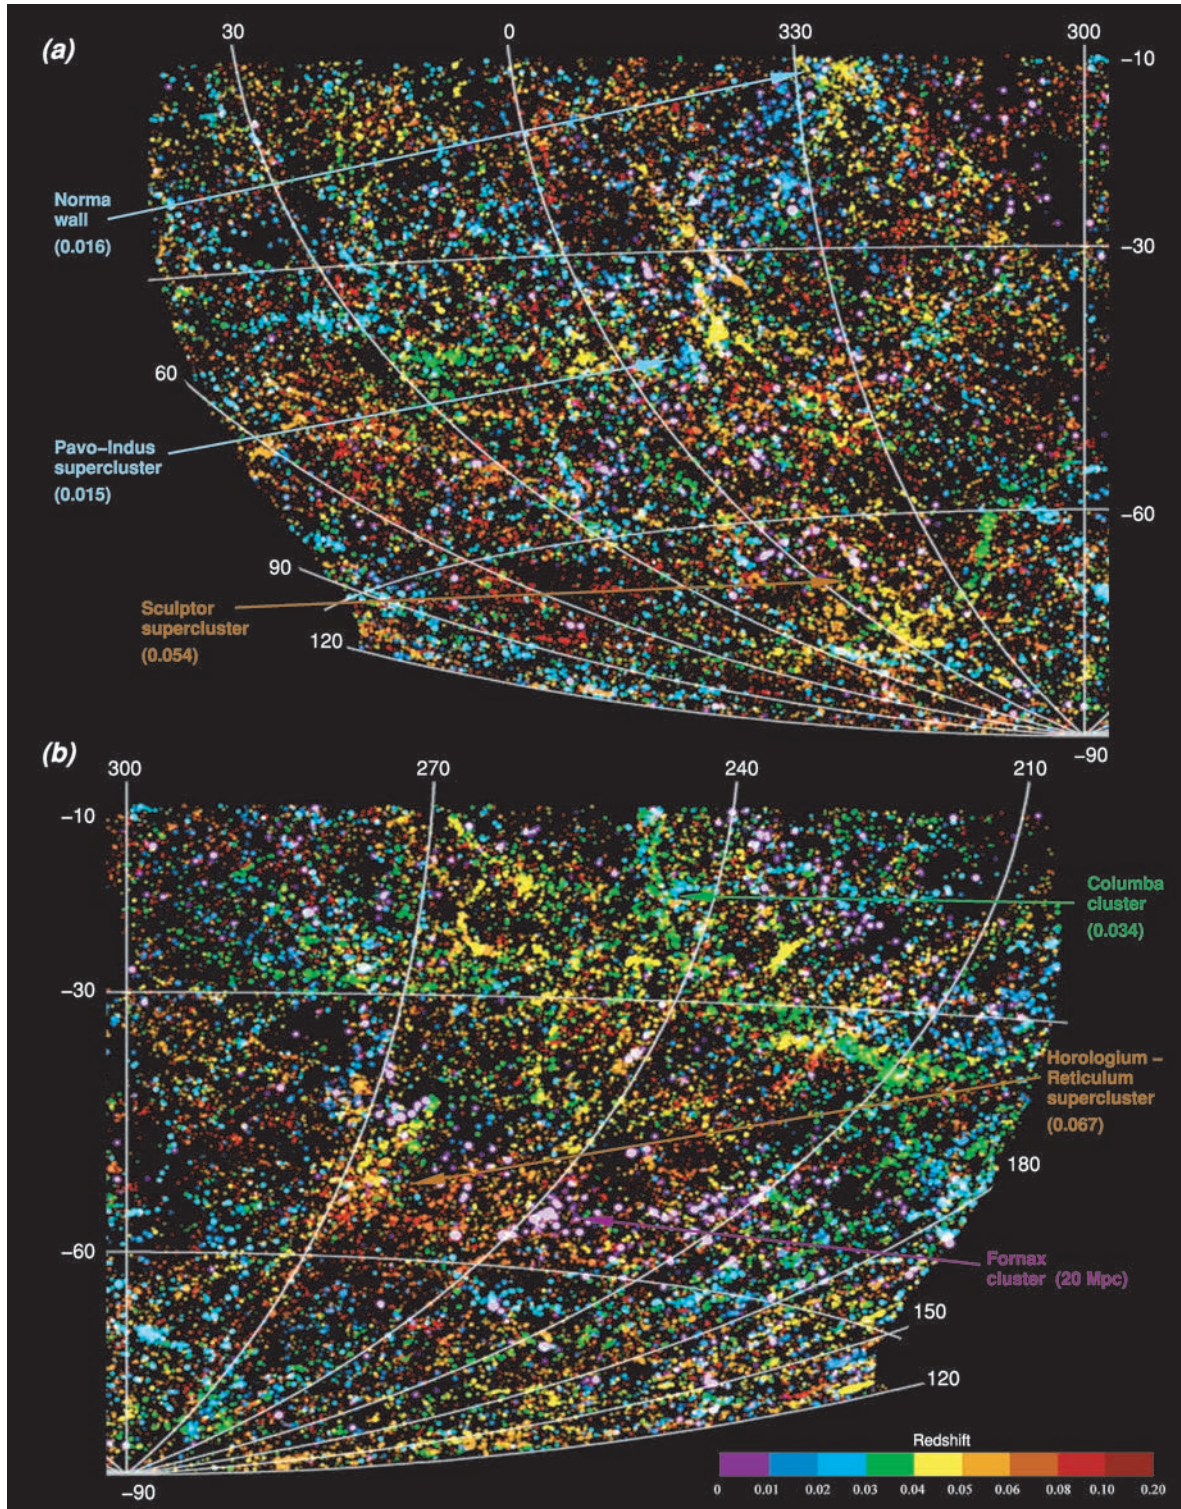 (a)
30 0 330 300
−10
Norma
wall
(0.016)
−30
60
Pavo–Indus
supercluster
(0.015)
−60
90
Sculptor
supercluster
(0.054)
120
−90
(b)
300 270 240 210
−10
Columba
cluster
(0.034)
−30
Horologium –
Reticulum
supercluster
(0.067)
180
−60
Fornax
cluster (20 Mpc)
150
120
Redshift
0 0.01 0.02 0.03 0.04 0.05 0.06 0.08 0.10 0.20
−90